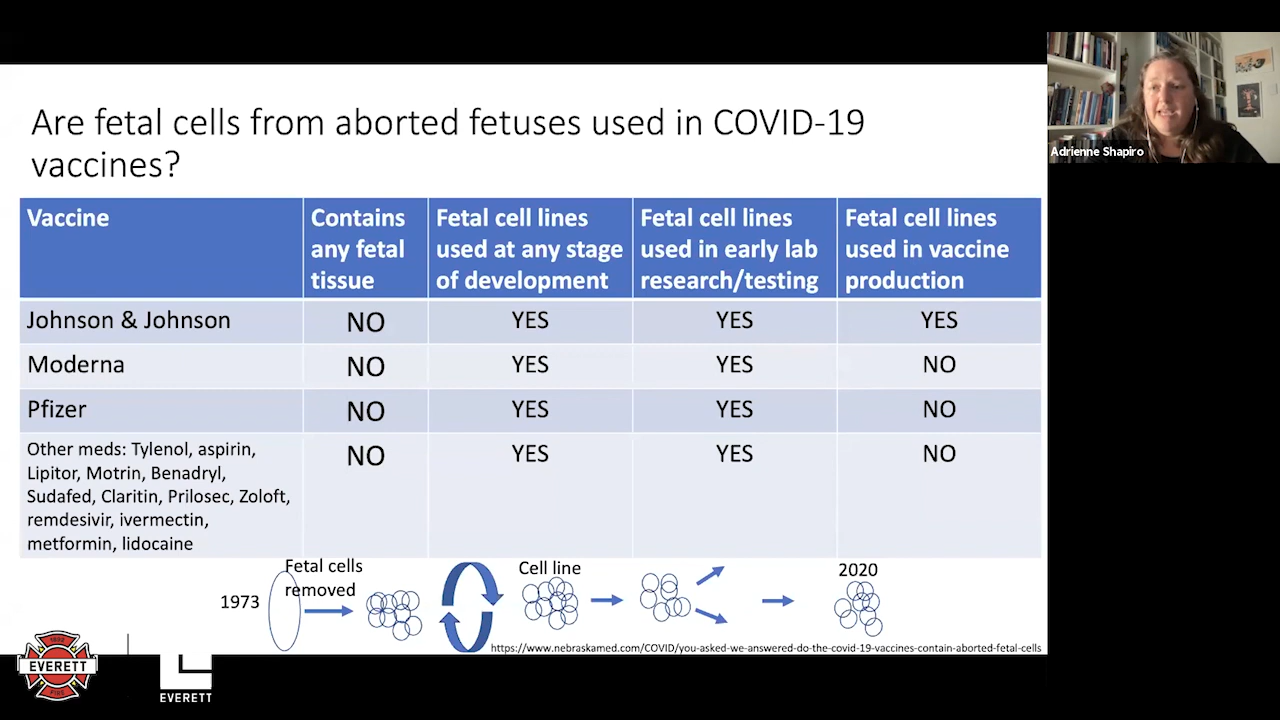 Are fetal cells from aborted fetuses used in COVID-19
vaccines?
Adrienne Shapiro
Vaccine
Contains
any fetal
tissue
Fetal cell lines
used at any stage
of development
Fetal cell lines
used in early lab
research/testing
Fetal cell lines
used in vaccine
production
Johnson & Johnson
NO
YES
YES
YES
Moderna
NO
YES
YES
NO
Pfizer
NO
YES
YES
NO
Other meds: Tylenol, aspirin,
Lipitor, Motrin, Benadryl,
Sudafed, Claritin, Prilosec, Zoloft,
remdesivir, ivermectin,
metformin, lidocaine
NO
YES
YES
NO
1973
Fetal cells
removed
Cell line
2020
https://www.nebraskamed.com/COVID/you-asked-we-answered-do-the-covid-19-vaccines-contain-aborted-fetal-cells
EVERETT
FIRE
EVERETT